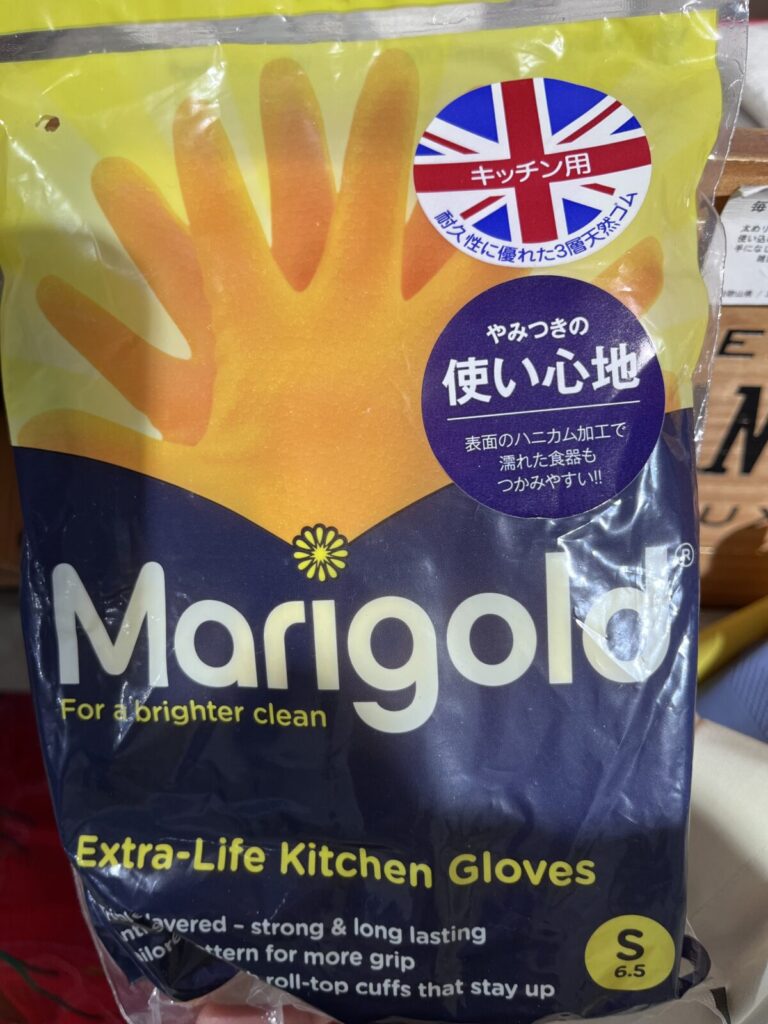 キッチン用
耐久性に優れた3層天然ゴム
やみつきの
使い心地
表面のハニカム加工で
濡れた食器も
つかみやすい!!
Marigold®
For a brighter clean
Extra-Life Kitchen Gloves
layered – strong & long lasting
pattern for more grip
roll-top cuffs that stay up
S
6.5